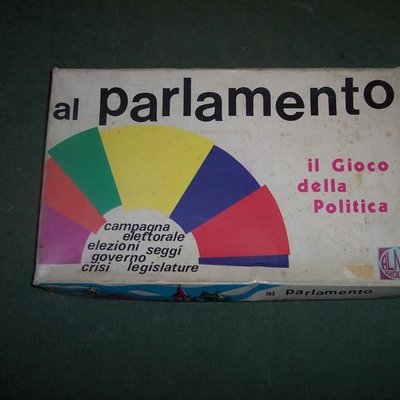 al parlamento
il Gioco
della
Politica
campagna
elettorale
elezioni seggi
governo
crisi legislature
al parlamento